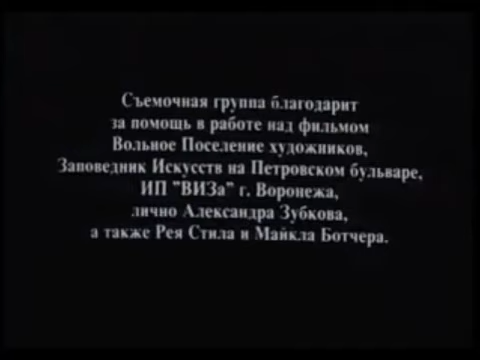 Съемочная группа благодарит
за помощь в работе над фильмом
Вольное Поселение художников,
Заповедник Искусств на Петровском бульваре,
ИП "ВИЗа" г. Воронежа,
лично Александра Зубкова,
а также Рея Стила и Майкла Ботчера.